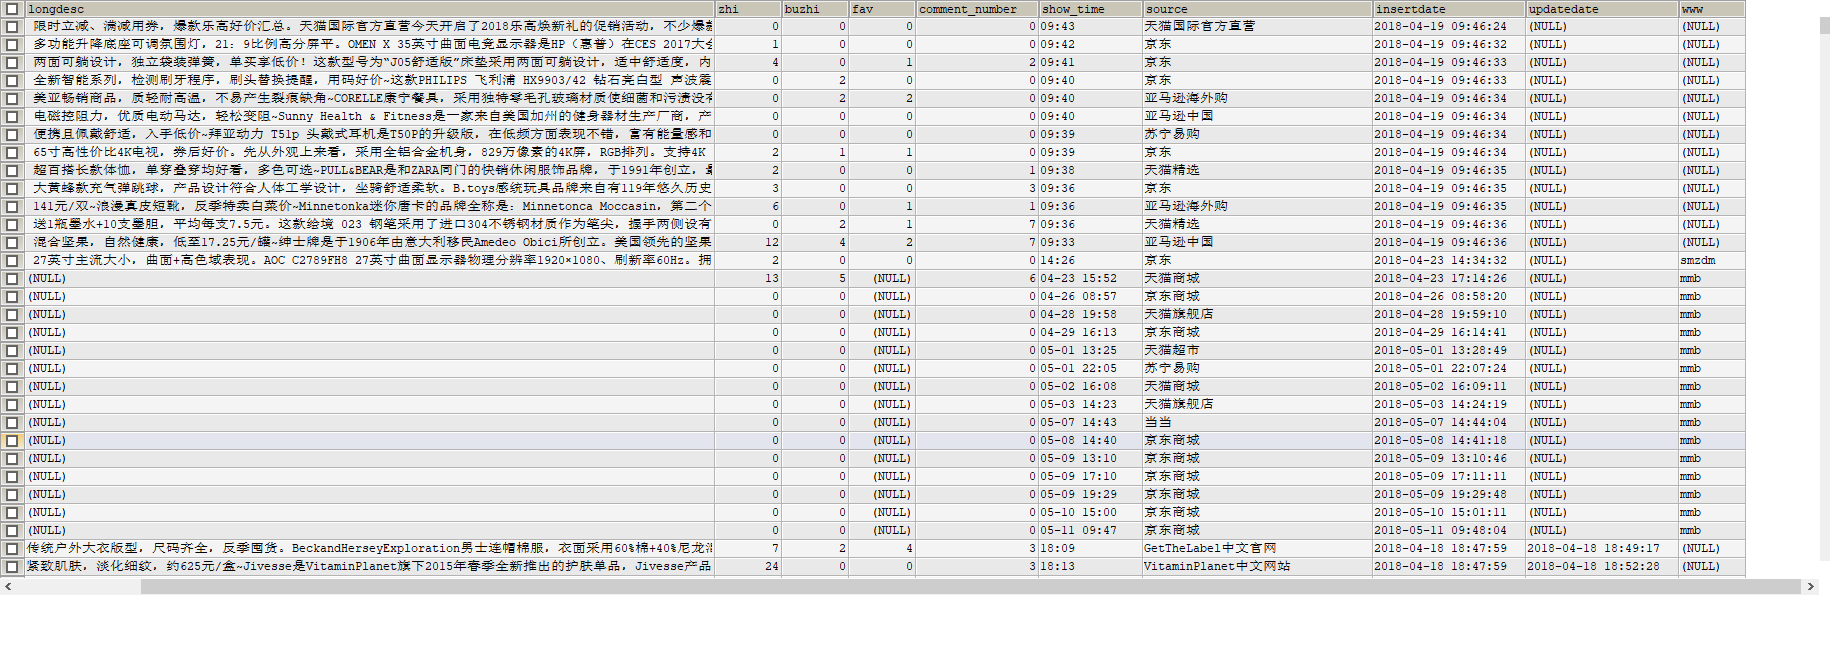 longdesc zhi buzhi fav comment_number show_time source insertdate updatedate www
限时立减、满减用券，爆款乐高好价汇总。天猫国际官方直营今天开启了2018乐高焕新礼的促销活动，不少爆款 0 0 0 0 09:43 天猫国际官方直营 2018-04-19 09:46:24 (NULL) (NULL)
多功能升降底座可调氛围灯，21：9比例高分屏平。OMEN X 35英寸曲面电竞显示器是HP（惠普）在CES 2017大会 1 0 0 0 09:42 京东 2018-04-19 09:46:32 (NULL) (NULL)
两面可躺设计，独立袋装弹簧，单买享低价！这款型号为“J05舒适版”床垫采用两面可躺设计，适中舒适度，内 4 0 1 2 09:41 京东 2018-04-19 09:46:33 (NULL) (NULL)
全新智能系列，检测刷牙程序，刷头替换提醒，用码好价~这款PHILIPS 飞利浦 HX9903/42 钻石亮白型 声波震 0 2 0 0 09:40 京东 2018-04-19 09:46:33 (NULL) (NULL)
美亚畅销商品，质轻耐高温，不易产生裂痕缺角~CORELLE康宁餐具，采用独特零毛孔玻璃材质使细菌和污渍没有 0 2 2 0 09:40 亚马逊海外购 2018-04-19 09:46:34 (NULL) (NULL)
电磁控阻力，优质电动马达，轻松变阻~Sunny Health & Fitness是一家来自美国加州的健身器材生产厂商，产 0 0 0 0 09:40 亚马逊中国 2018-04-19 09:46:34 (NULL) (NULL)
便携且佩戴舒适，入手低价~拜亚动力 T51p 头戴式耳机是T50P的升级版，在低频方面表现不错，富有能量感和 0 0 0 0 09:39 苏宁易购 2018-04-19 09:46:34 (NULL) (NULL)
65寸高性价比4K电视，券后好价。先从外观上来看，采用全铝合金机身，829万像素的4K屏，RGB排列。支持4K 2 1 1 0 09:39 京东 2018-04-19 09:46:34 (NULL) (NULL)
超百搭长款体恤，单穿叠穿均好看，多色可选~PULL&BEAR是和ZARA同门的快销休闲服饰品牌，于1991年创立， 2 0 0 1 09:38 天猫精选 2018-04-19 09:46:35 (NULL) (NULL)
大黄蜂款充气弹跳球，产品设计符合人体工学设计，坐骑舒适柔软。B.toys感统玩具品牌来自有119年悠久历史 3 0 0 3 09:36 京东 2018-04-19 09:46:35 (NULL) (NULL)
141元/双~浪漫真皮短靴，反季特卖白菜价~Minnetonka迷你唐卡的品牌全称是：Minnetonca Moccasin，第二个 6 0 1 1 09:36 亚马逊海外购 2018-04-19 09:46:35 (NULL) (NULL)
送1瓶墨水+10支墨胆，平均每支7.5元。这款绘境 023 钢笔采用了进口304不锈钢材质作为笔尖，握手两侧设有 0 2 1 7 09:36 天猫精选 2018-04-19 09:46:36 (NULL) (NULL)
混合坚果，自然健康，低至17.25元/罐~绅士牌是于1906年由意大利移民Amedeo Obici所创立。美国领先的坚果 12 4 2 7 09:33 亚马逊中国 2018-04-19 09:46:36 (NULL) (NULL)
27英寸主流大小，曲面+高色域表现。AOC C2789FH8 27英寸曲面显示器物理分辨率1920×1080、刷新率60Hz。拥 2 0 0 0 14:26 京东 2018-04-23 14:34:32 (NULL) smzdm
(NULL) 13 5 (NULL) 6 04-23 15:52 天猫商城 2018-04-23 17:14:26 (NULL) mmb
(NULL) 0 0 (NULL) 0 04-26 08:57 京东商城 2018-04-26 08:58:20 (NULL) mmb
(NULL) 0 0 (NULL) 0 04-28 19:58 天猫旗舰店 2018-04-28 19:59:10 (NULL) mmb
(NULL) 0 0 (NULL) 0 04-29 16:13 京东商城 2018-04-29 16:14:41 (NULL) mmb
(NULL) 0 0 (NULL) 0 05-01 13:25 天猫超市 2018-05-01 13:28:49 (NULL) mmb
(NULL) 0 0 (NULL) 0 05-01 22:05 苏宁易购 2018-05-01 22:07:24 (NULL) mmb
(NULL) 0 0 (NULL) 0 05-02 16:08 天猫商城 2018-05-02 16:09:11 (NULL) mmb
(NULL) 0 0 (NULL) 0 05-03 14:23 天猫旗舰店 2018-05-03 14:24:19 (NULL) mmb
(NULL) 0 0 (NULL) 0 05-07 14:43 当当 2018-05-07 14:44:04 (NULL) mmb
(NULL) 0 0 (NULL) 0 05-08 14:40 京东商城 2018-05-08 14:41:18 (NULL) mmb
(NULL) 0 0 (NULL) 0 05-09 13:10 京东商城 2018-05-09 13:10:46 (NULL) mmb
(NULL) 0 0 (NULL) 0 05-09 17:10 京东商城 2018-05-09 17:11:11 (NULL) mmb
(NULL) 0 0 (NULL) 0 05-09 19:29 京东商城 2018-05-09 19:29:48 (NULL) mmb
(NULL) 0 0 (NULL) 0 05-10 15:00 京东商城 2018-05-10 15:01:11 (NULL) mmb
(NULL) 0 0 (NULL) 0 05-11 09:47 京东商城 2018-05-11 09:48:04 (NULL) mmb
传统户外大衣版型，尺码齐全，反季囤货。BeckandHerseyExploration男士连帽棉服，衣面采用60%棉+40%尼龙混 7 2 4 3 18:09 GetTheLabel中文官网 2018-04-18 18:47:59 2018-04-18 18:49:17 (NULL)
紧致肌肤，淡化细纹，约625元/盒~Jivesse是VitaminPlanet旗下2015年春季全新推出的护肤单品，Jivesse产品 24 0 0 3 18:13 VitaminPlanet中文网站 2018-04-18 18:47:59 2018-04-18 18:52:28 (NULL)